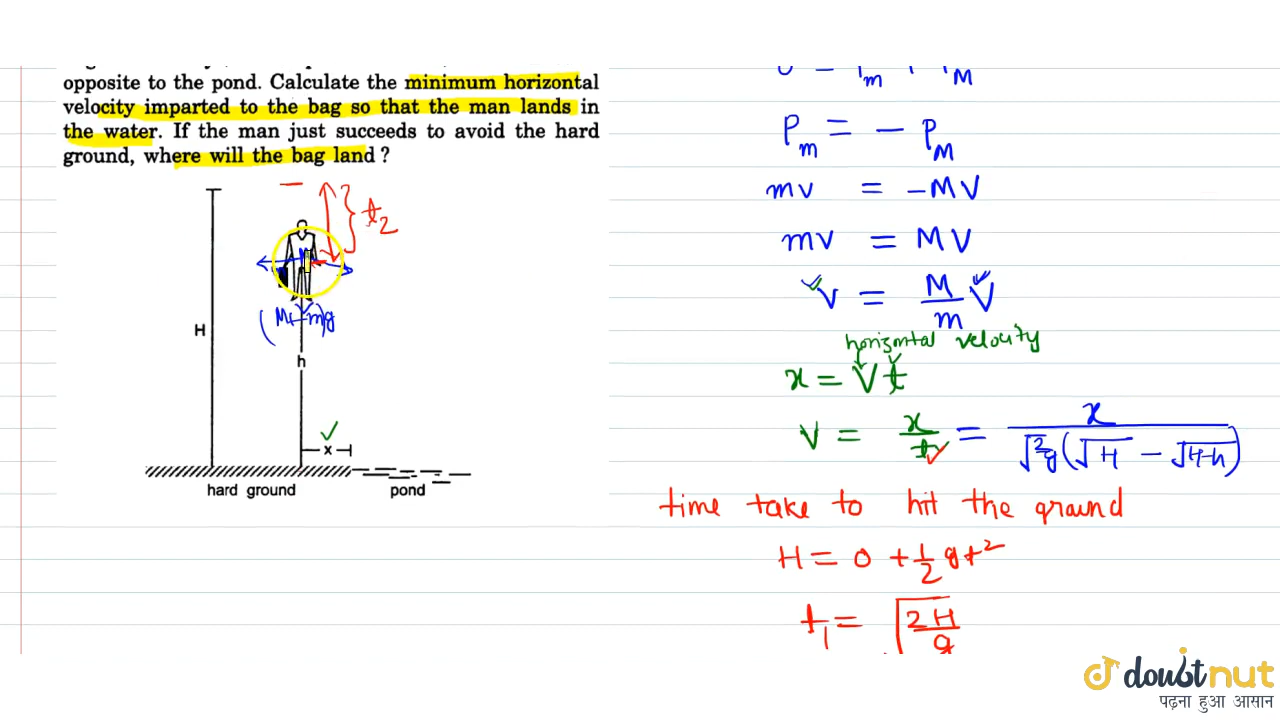 opposite to the pond. Calculate the minimum horizontal
velocity imparted to the bag so that the man lands in
the water. If the man just succeeds to avoid the hard
ground, where will the bag land ?
t2
H
(M+m)g
h
x
hard ground
pond
Pm = - PM
mv = -MV
mv = MV
V = M/m V
horizontal velocity
x = Vt
V = x/t = x/√2g(√H - √H-h)
time take to hit the ground
H = 0 + 1/2 gt²
t1 = √2H/g
doubtnut
पढ़ना हुआ आसान